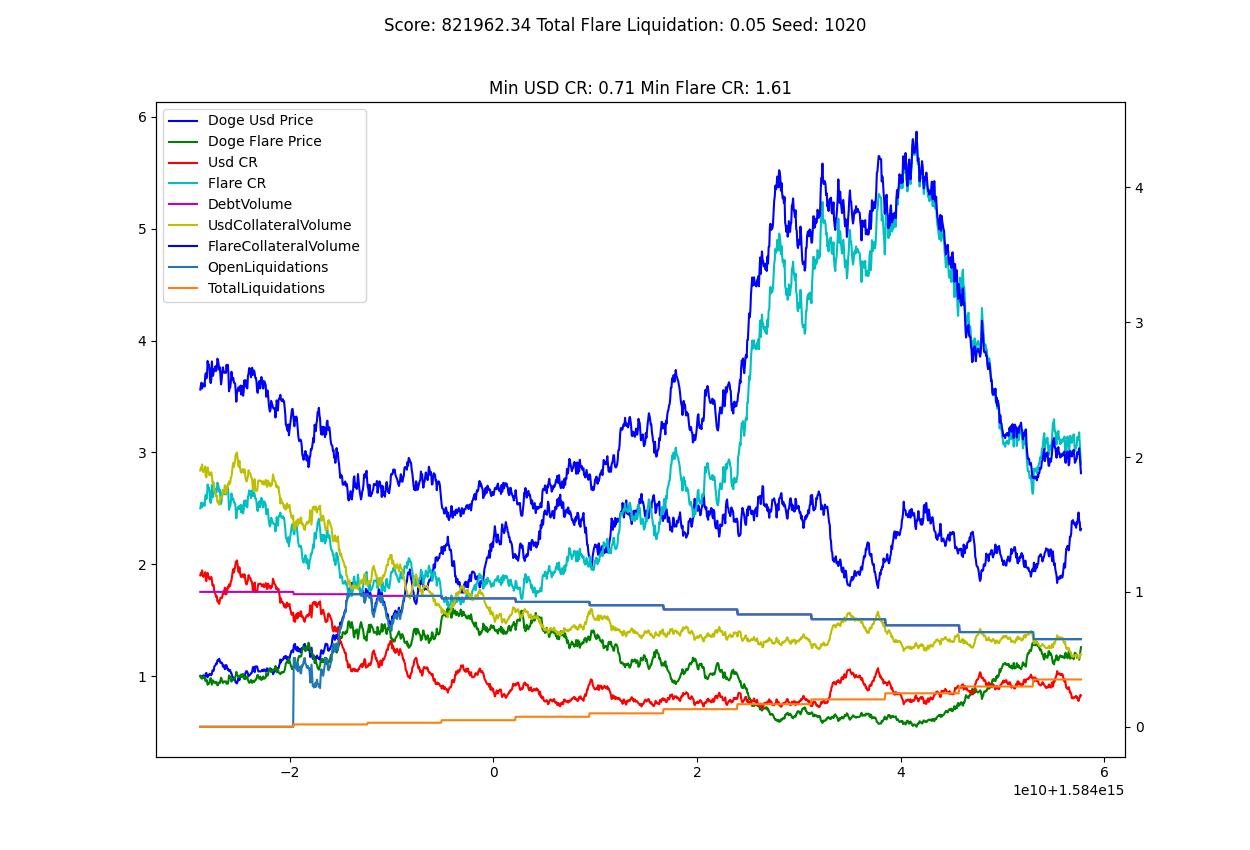 Score: 821962.34 Total Flare Liquidation: 0.05 Seed: 1020
Min USD CR: 0.71 Min Flare CR: 1.61
Doge Usd Price
Doge Flare Price
Usd CR
Flare CR
DebtVolume
UsdCollateralVolume
FlareCollateralVolume
OpenLiquidations
TotalLiquidations
6
5
4
3
2
1
4
3
2
1
0
−2
0
2
4
6
1e10+1.584e15